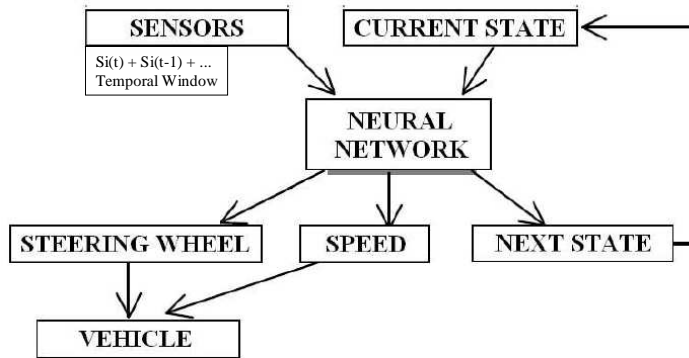 SENSORS
CURRENT STATE
Si(t) + Si(t-1) + ...
Temporal Window
NEURAL
NETWORK
STEERING WHEEL
SPEED
NEXT STATE
VEHICLE